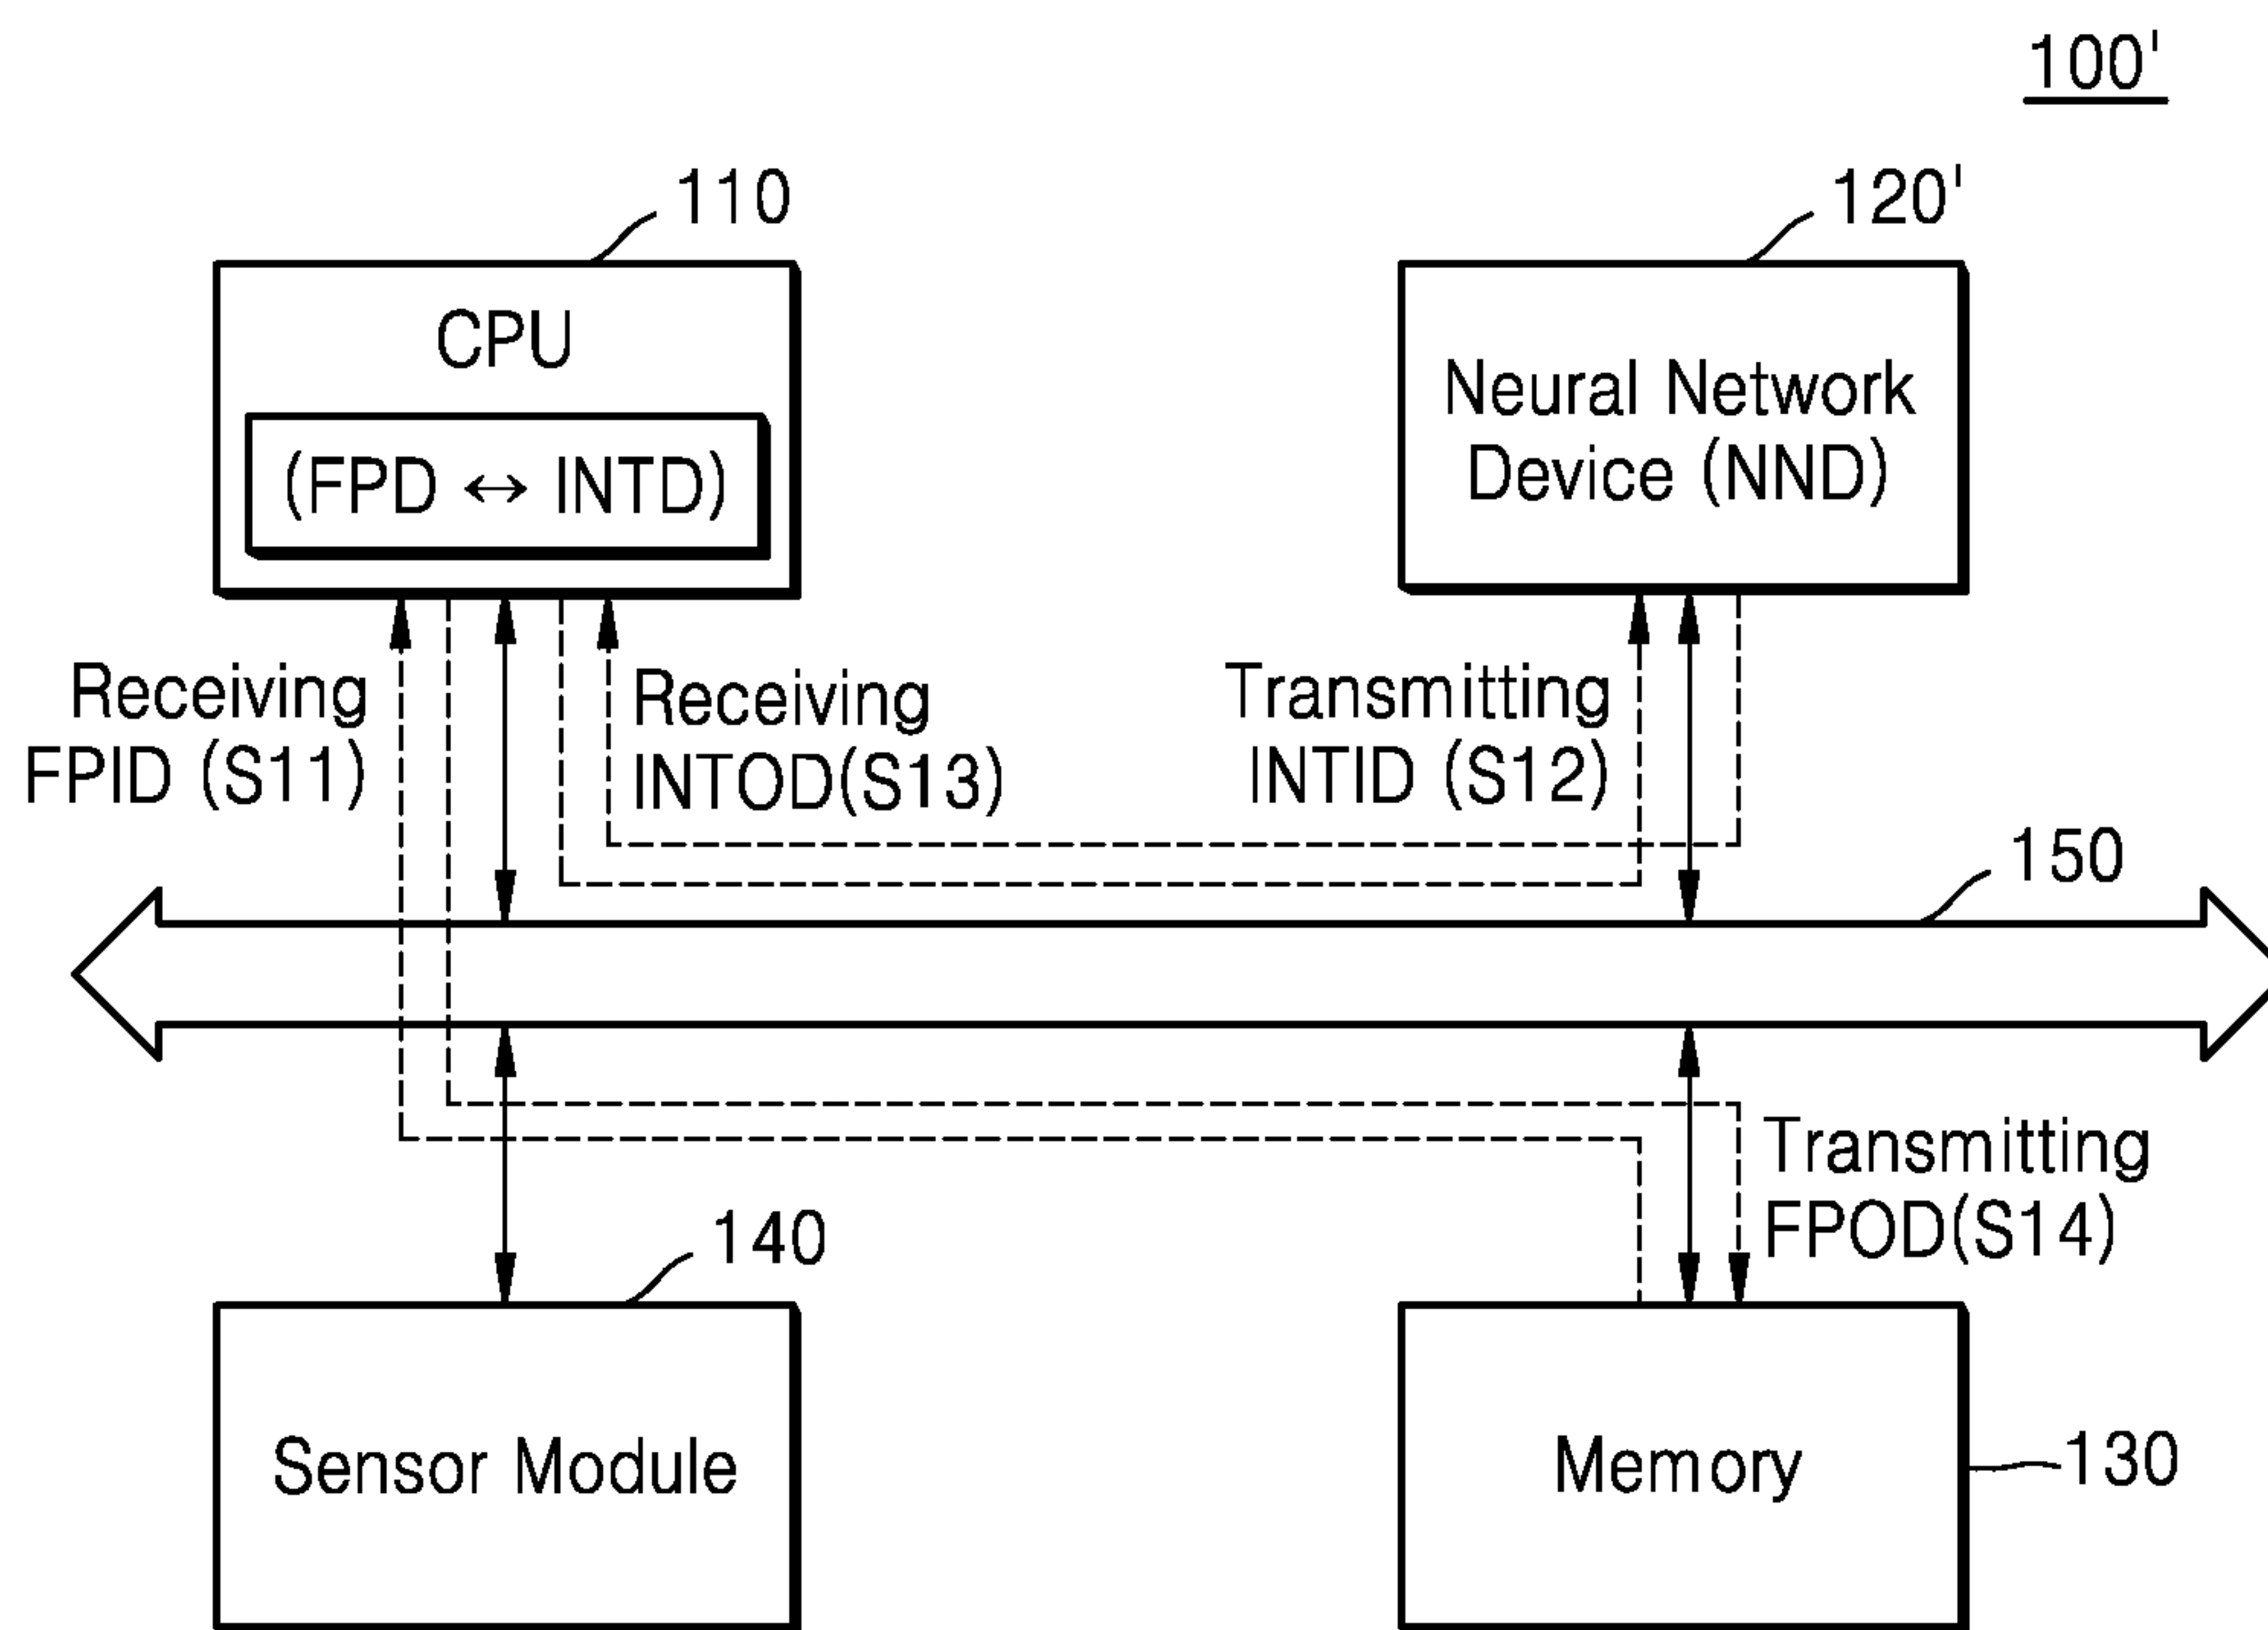 100'
110
120'
CPU
(FPD ↔ INTD)
Neural Network
Device (NND)
Receiving
FPID (S11)
Receiving
INTOD(S13)
Transmitting
INTID (S12)
150
Transmitting
FPOD(S14)
140
Sensor Module
Memory
130